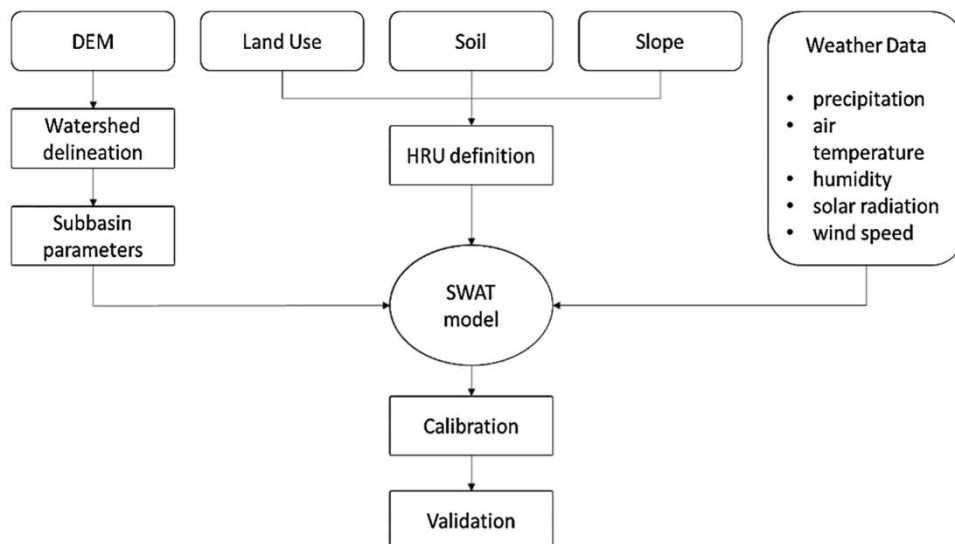 DEM
Land Use
Soil
Slope
Weather Data
• precipitation
• air
temperature
• humidity
• solar radiation
• wind speed
Watershed
delineation
HRU definition
Subbasin
parameters
SWAT
model
Calibration
Validation